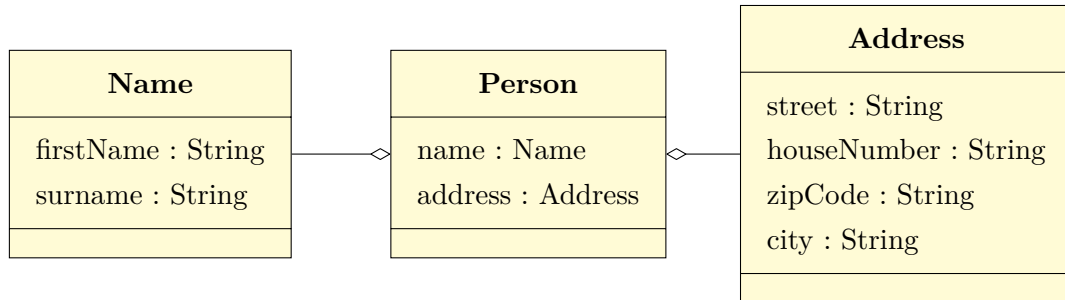 Name
firstName : String
surname : String
Person
name : Name
address : Address
Address
street : String
houseNumber : String
zipCode : String
city : String